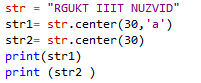 str = "RGUKT IIIT NUZVID"
str1= str.center(30,'a')
str2= str.center(30)
print(str1)
print (str2 )